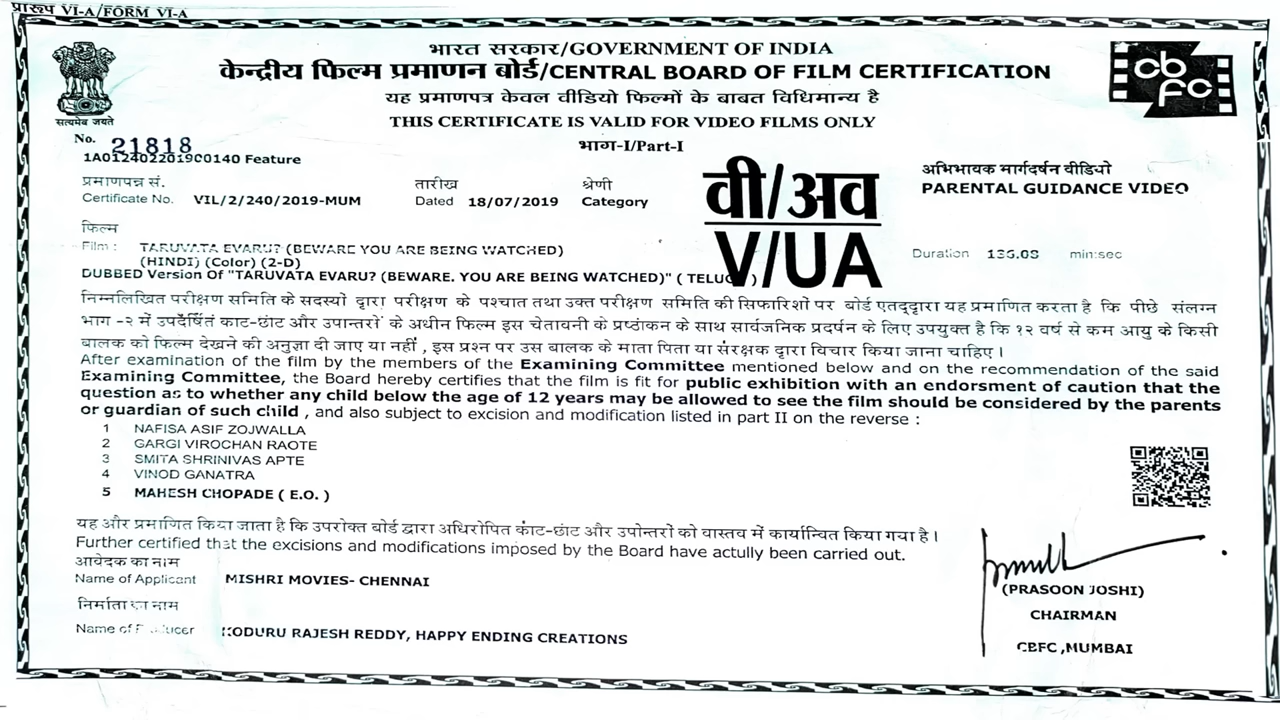 प्रारूप VI-A/FORM VI-A
भारत सरकार/GOVERNMENT OF INDIA
केन्द्रीय फिल्म प्रमाणन बोर्ड/CENTRAL BOARD OF FILM CERTIFICATION
यह प्रमाणपत्र केवल वीडियो फिल्मों के बाबत विधिमान्य है
THIS CERTIFICATE IS VALID FOR VIDEO FILMS ONLY
cbfc
सत्यमेव जयते
No. 21818
भाग-I/Part-I
1A012402201900140 Feature
प्रमाणपत्र सं. तारीख श्रेणी
Certificate No. VIL/2/240/2019-MUM Dated 18/07/2019 Category
वी/अव
V/UA
अभिभावक मार्गदर्षन वीडियो
PARENTAL GUIDANCE VIDEO
फिल्म
Film : TARUVATA EVARU? (BEWARE YOU ARE BEING WATCHED)
(HINDI) (Color) (2-D)
Duration min:sec
DUBBED Version Of "TARUVATA EVARU? (BEWARE. YOU ARE BEING WATCHED)" ( TELU )
निम्नलिखित परीक्षण समिति के सदस्यों द्वारा परीक्षण के पश्चात तथा उक्त परीक्षण समिति की सिफारिशों पर बोर्ड एतद्द्वारा यह प्रमाणित करता है कि पीछे संलग्न
भाग -२ में उपदर्षित काट-छांट और उपान्तरों के अधीन फिल्म इस चेतावनी के प्रष्ठांकन के साथ सार्वजनिक प्रदर्षन के लिए उपयुक्त है कि १२ वर्ष से कम आयु के किसी
बालक को फिल्म देखने की अनुज्ञा दी जाए या नहीं , इस प्रश्न पर उस बालक के माता पिता या संरक्षक द्वारा विचार किया जाना चाहिए ।
After examination of the film by the members of the Examining Committee mentioned below and on the recommendation of the said
Examining Committee, the Board hereby certifies that the film is fit for public exhibition with an endorsment of caution that the
question as to whether any child below the age of 12 years may be allowed to see the film should be considered by the parents
or guardian of such child , and also subject to excision and modification listed in part II on the reverse :
1 NAFISA ASIF ZOJWALLA
2 GARGI VIROCHAN RAOTE
3 SMITA SHRINIVAS APTE
4 VINOD GANATRA
5 MAHESH CHOPADE ( E.O. )
यह और प्रमाणित किया जाता है कि उपरोक्त बोर्ड द्वारा अधिरोपित काट-छांट और उपोन्तरों को वास्तव में कार्यान्वित किया गया है ।
Further certified that the excisions and modifications imposed by the Board have actully been carried out.
आवेदक का नाम
Name of Applicant MISHRI MOVIES- CHENNAI
निर्माता का नाम
Name of Producer KODURU RAJESH REDDY, HAPPY ENDING CREATIONS
(PRASOON JOSHI)
CHAIRMAN
CBFC ,MUMBAI